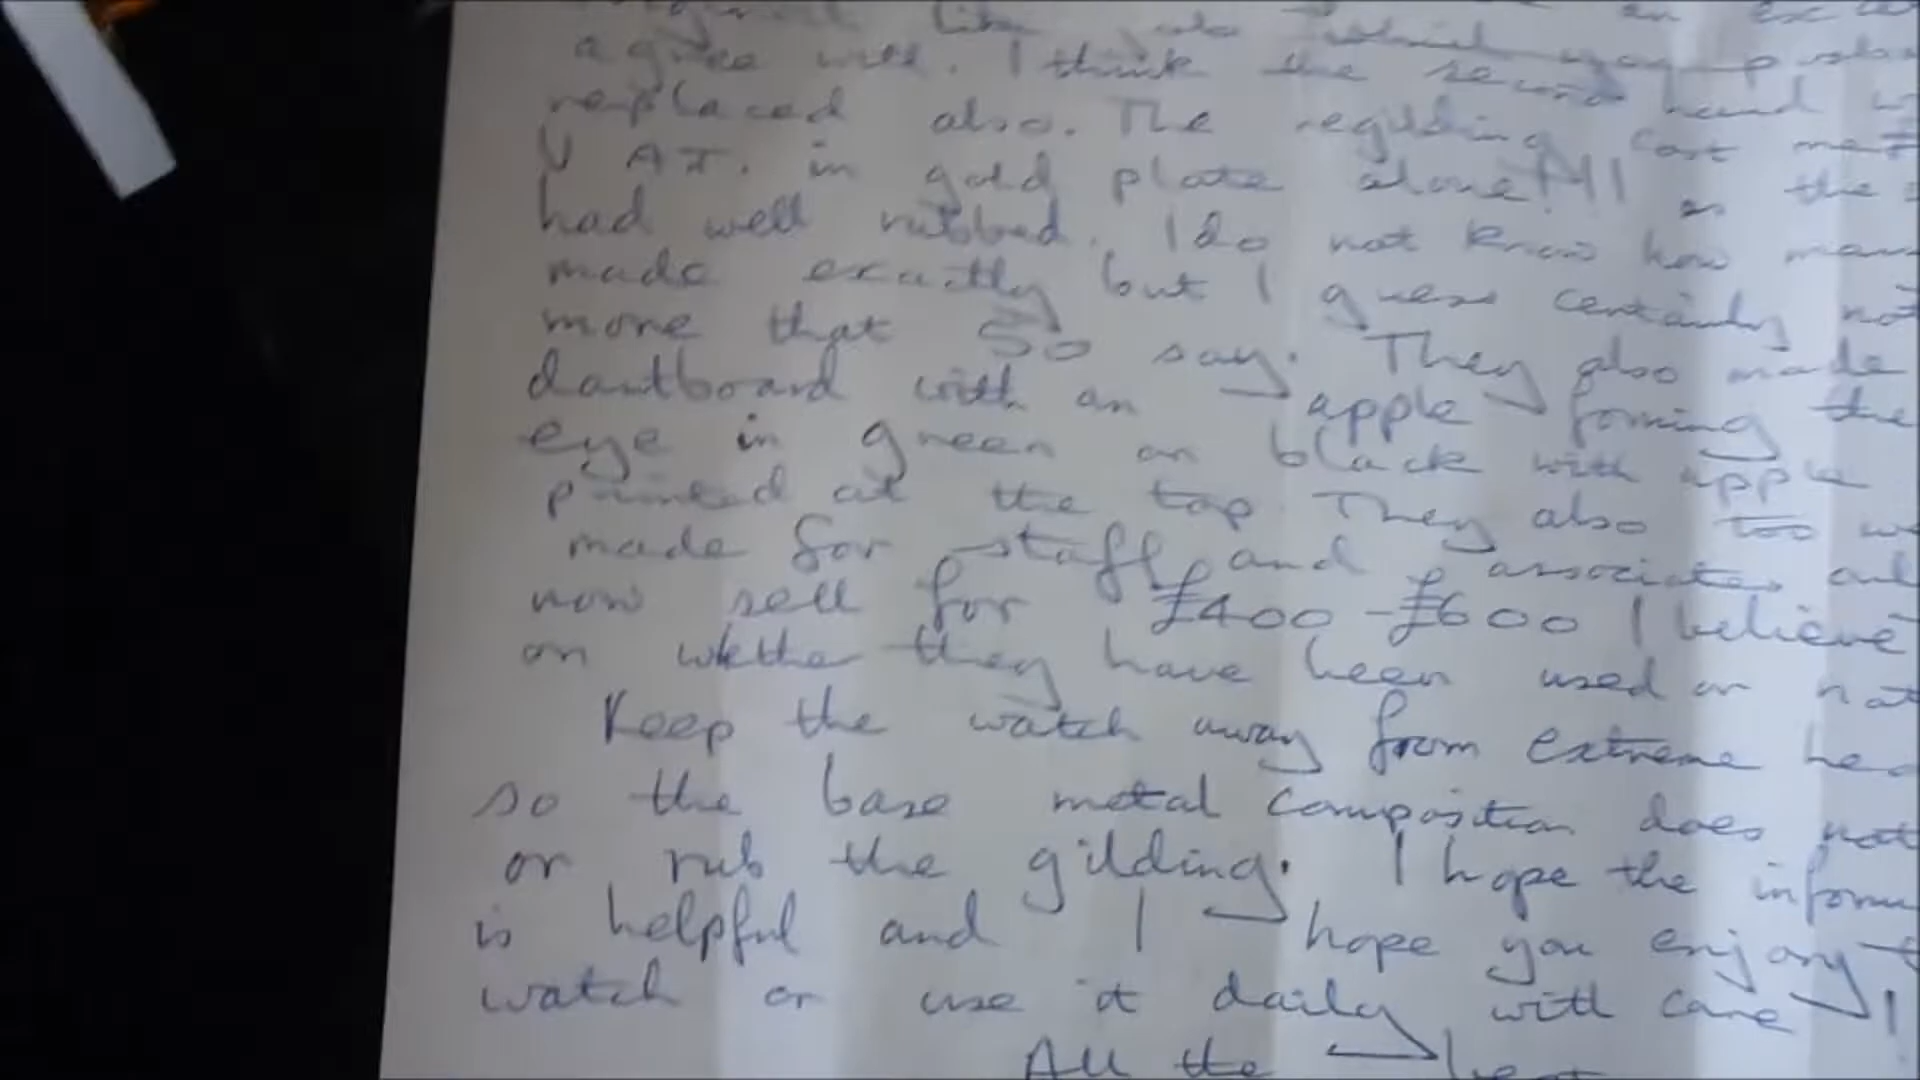 agree with. I think the second hand
replaced also. The regilding cost
V A T. in gold plate alone!!! as the
had well rubbed. I do not know how
made exactly but I guess certainly not
more that 50 say. They also made
dartboard with an apple forming the
eye in green on black with apple
printed at the top. They also too
made for staff and associates
now sell for £400 - £600 I believe
on whether they have been used or not
Keep the watch away from extreme
so the base metal composition does not
or rub the gilding. I hope the
is helpful and I hope you enjoy
watch or use it daily with care!
All the best